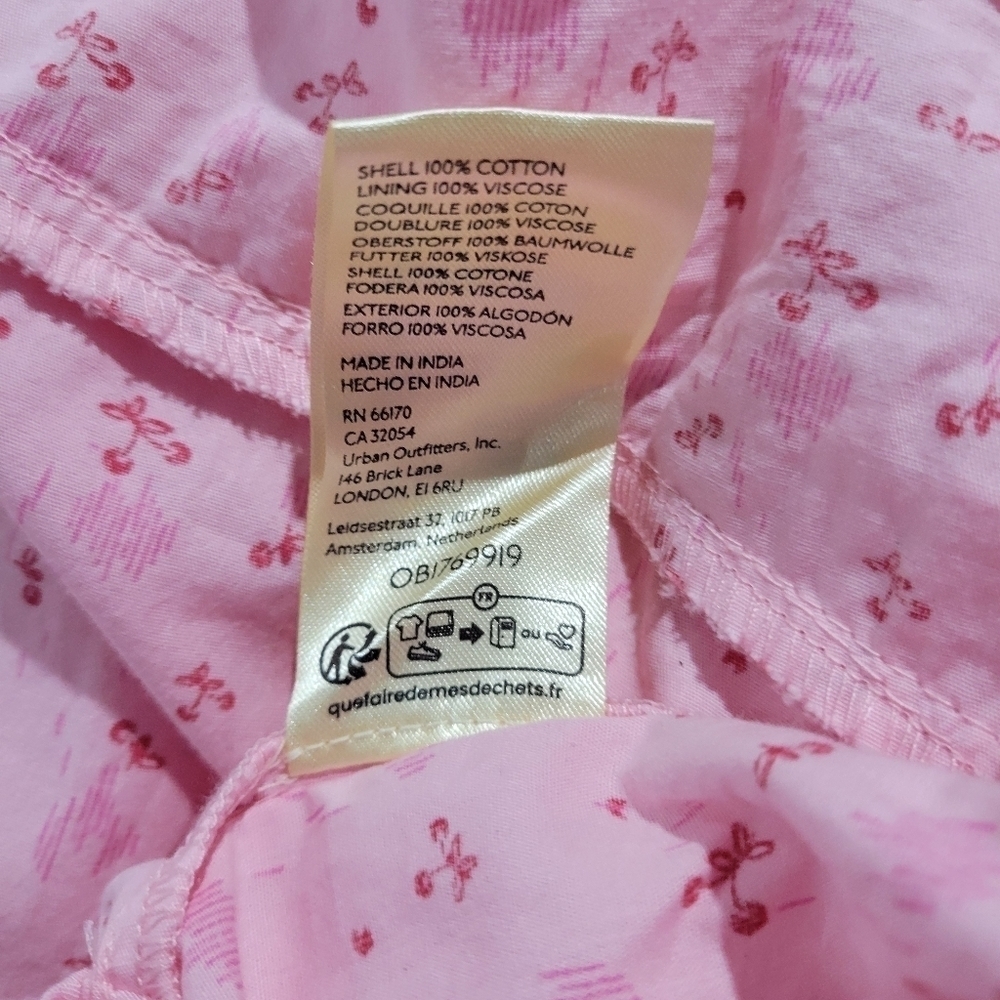 SHELL 100% COTTON
LINING 100% VISCOSE
COQUILLE 100% COTON
DOUBLURE 100% VISCOSE
OBERSTOFF 100% BAUMWOLLE
FUTTER 100% VISKOSE
SHELL 100% COTONE
FODERA 100% VISCOSA
EXTERIOR 100% ALGODÓN
FORRO 100% VISCOSA
MADE IN INDIA
HECHO EN INDIA
RN 66170
CA 32054
Urban Outfitters, Inc.
146 Brick Lane
LONDON, E1 6RU
Leidsestraat 32, 1017 PB
Amsterdam, Netherlands
OB1769919
FR
ou
quefairedemesdechets.fr